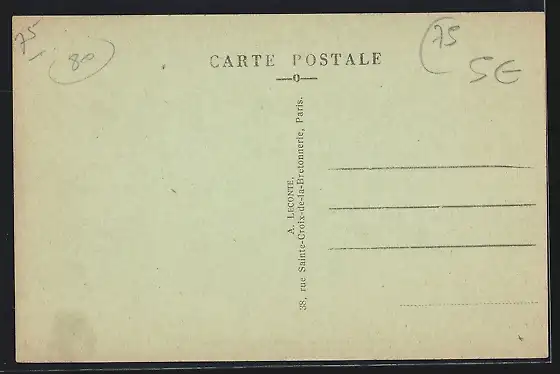 75
80
75
5€
CARTE POSTALE
A. LECONTE,
38, rue Sainte-Croix-de-la-Bretonnerie, Paris.